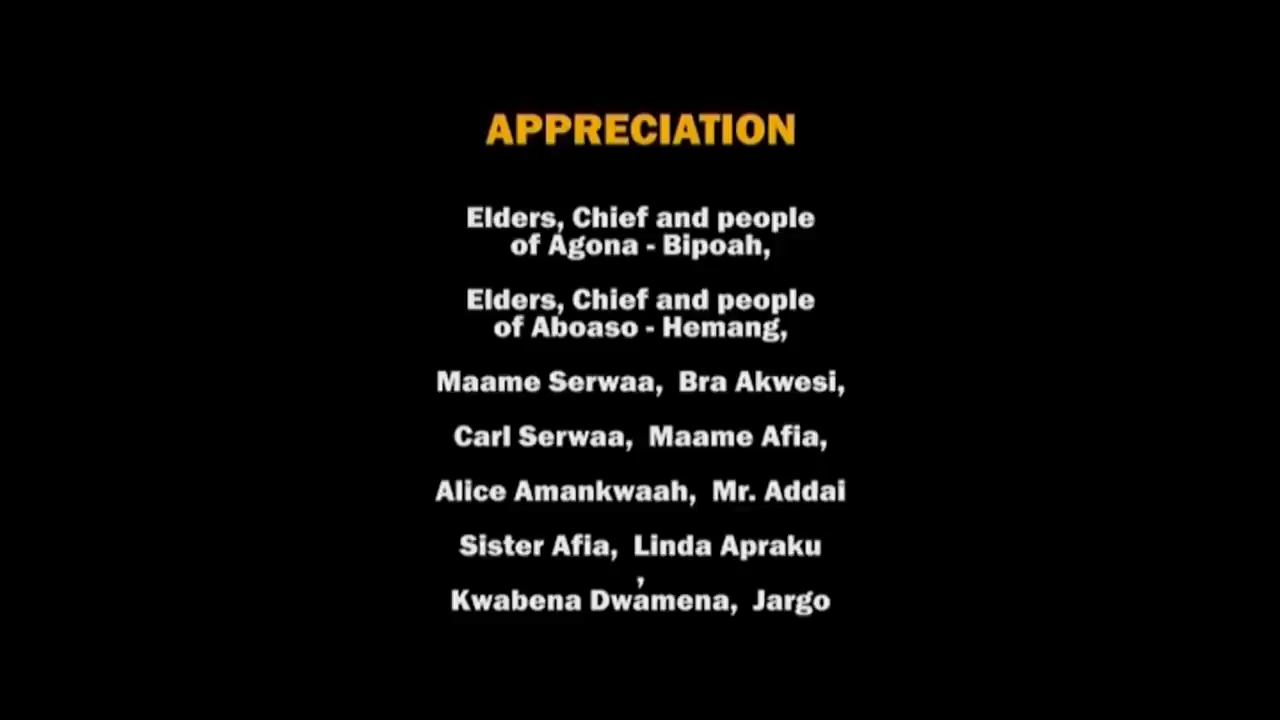 APPRECIATION
Elders, Chief and people
of Agona - Bipoah,
Elders, Chief and people
of Aboaso - Hemang,
Maame Serwaa, Bra Akwesi,
Carl Serwaa, Maame Afia,
Alice Amankwaah, Mr. Addai
Sister Afia, Linda Apraku
,
Kwabena Dwamena, Jargo